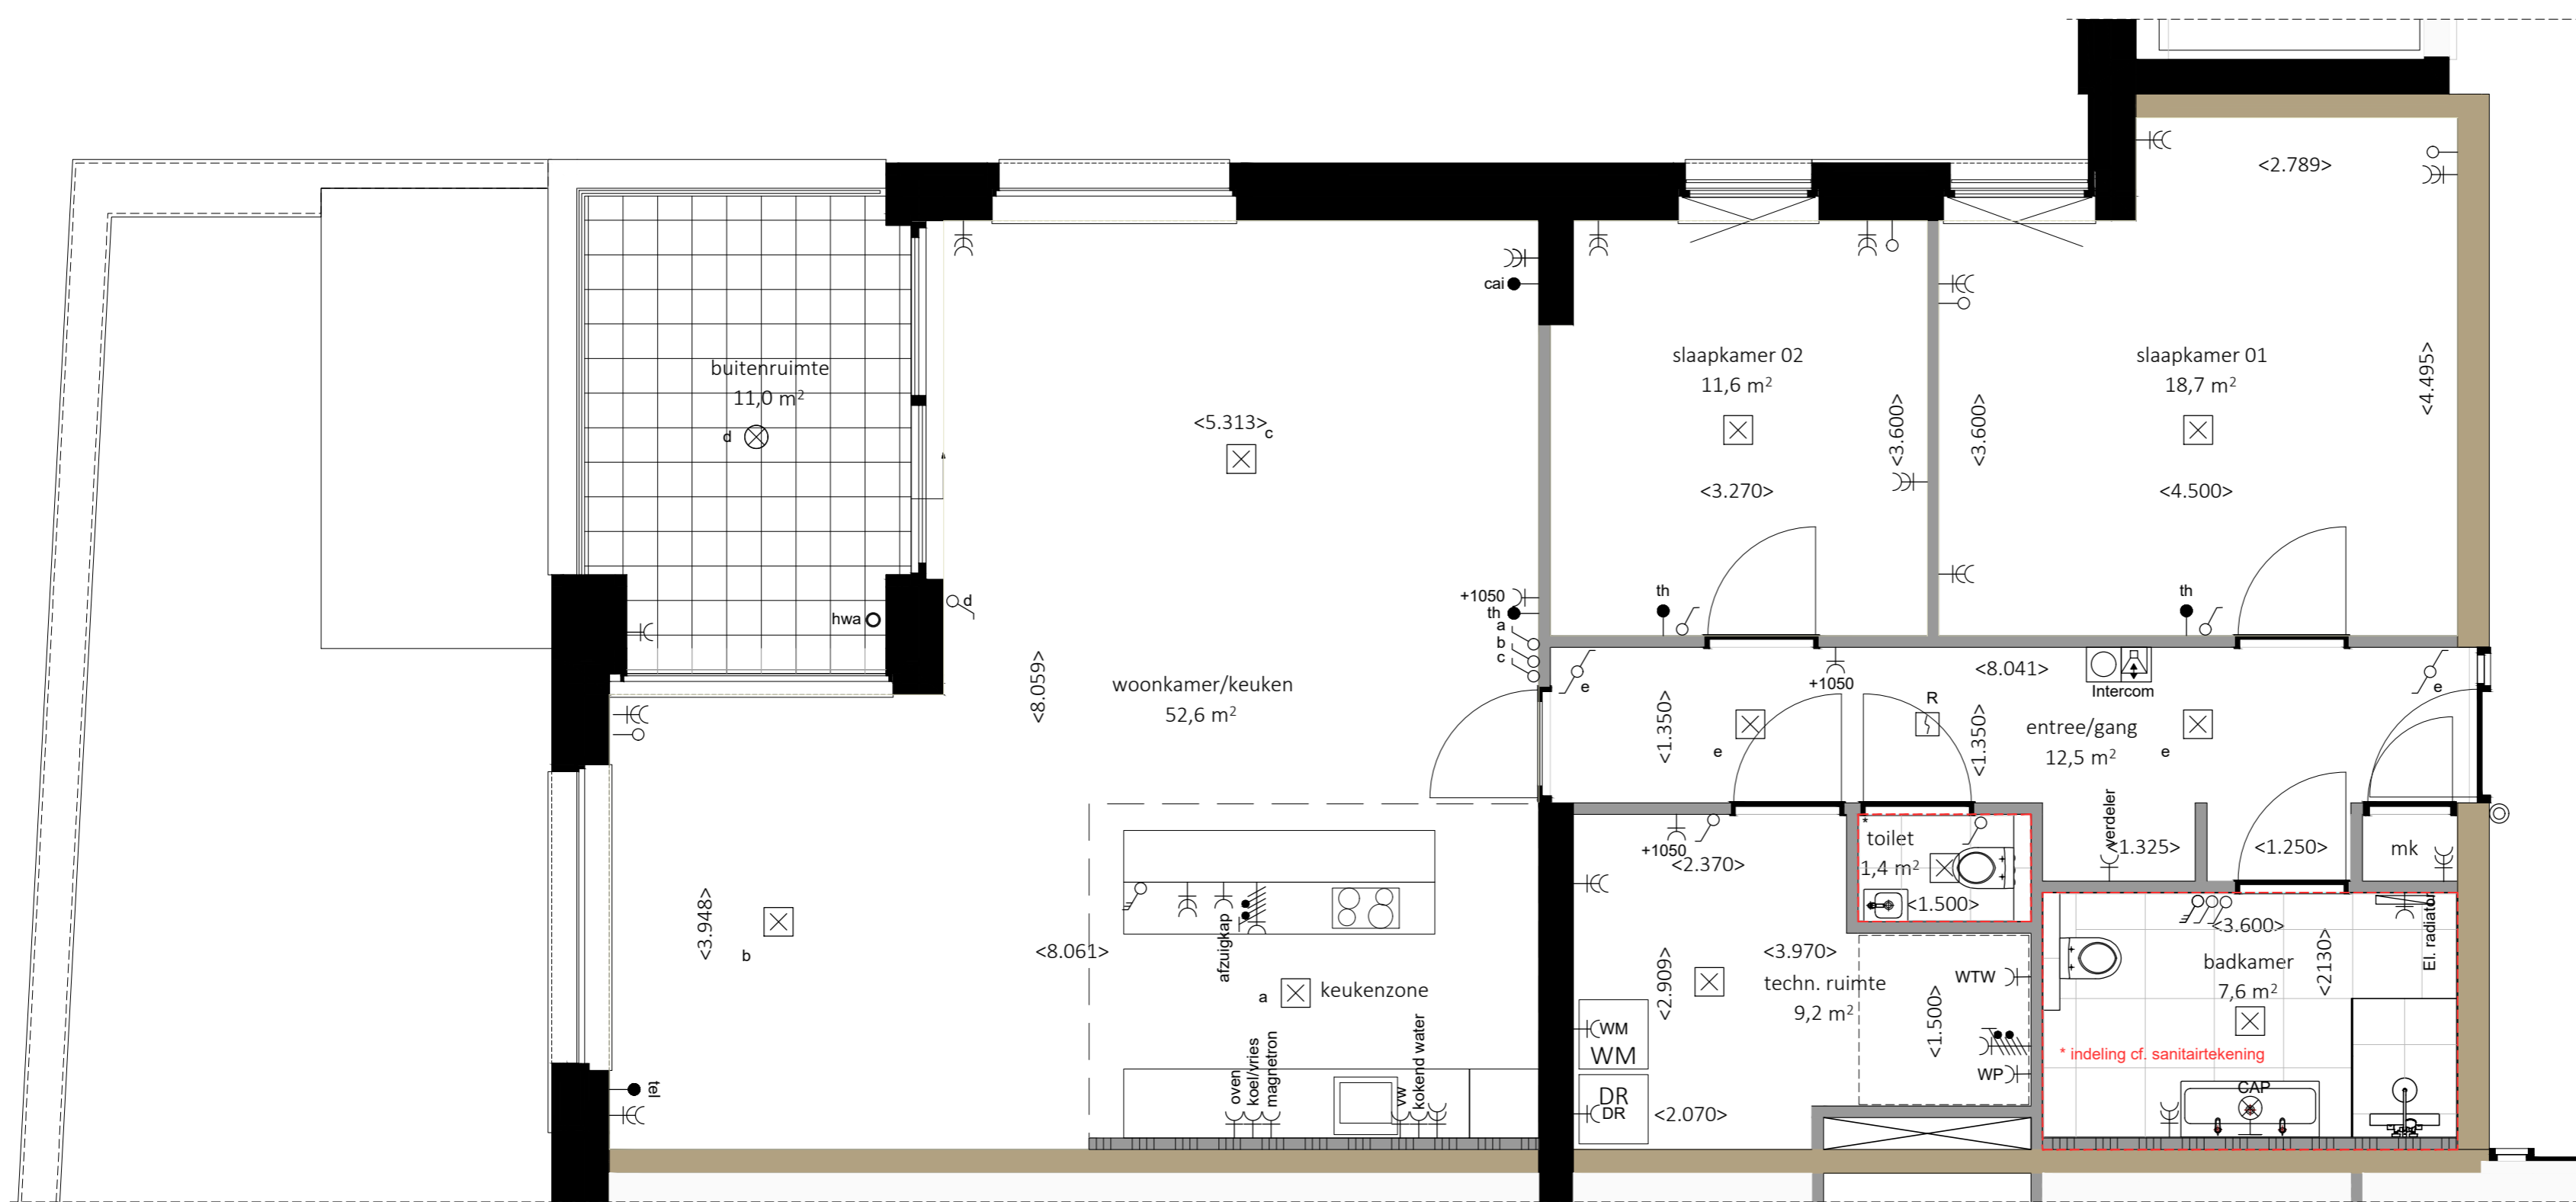 <2.789>
cai
buitenruimte
11,0 m²
d
<5.313>
c
slaapkamer 02
11,6 m²
<3.600>
<3.270>
slaapkamer 01
18,7 m²
<3.600>
<4.495>
<4.500>
hwa
d
+1050
th
a
b
c
th
th
woonkamer/keuken
52,6 m²
<8.059>
e
<1.350>
e
+1050
R
<1.350>
<8.041>
Intercom
entree/gang
12,5 m²
e
e
<3.948>
b
<8.061>
afzuigkap
a
keukenzone
oven
koel/vries
magnetron
vw
kokend water
tel
+1050
<2.370>
*
toilet
1,4 m²
<1.500>
verdeler
<1.325>
<1.250>
mk
<2.909>
<3.970>
techn. ruimte
9,2 m²
WTW
<1.500>
WP
WM
WM
DR
DR
<2.070>
<3.600>
badkamer
7,6 m²
<2130>
El. radiator
* indeling cf. sanitairtekening
CAP